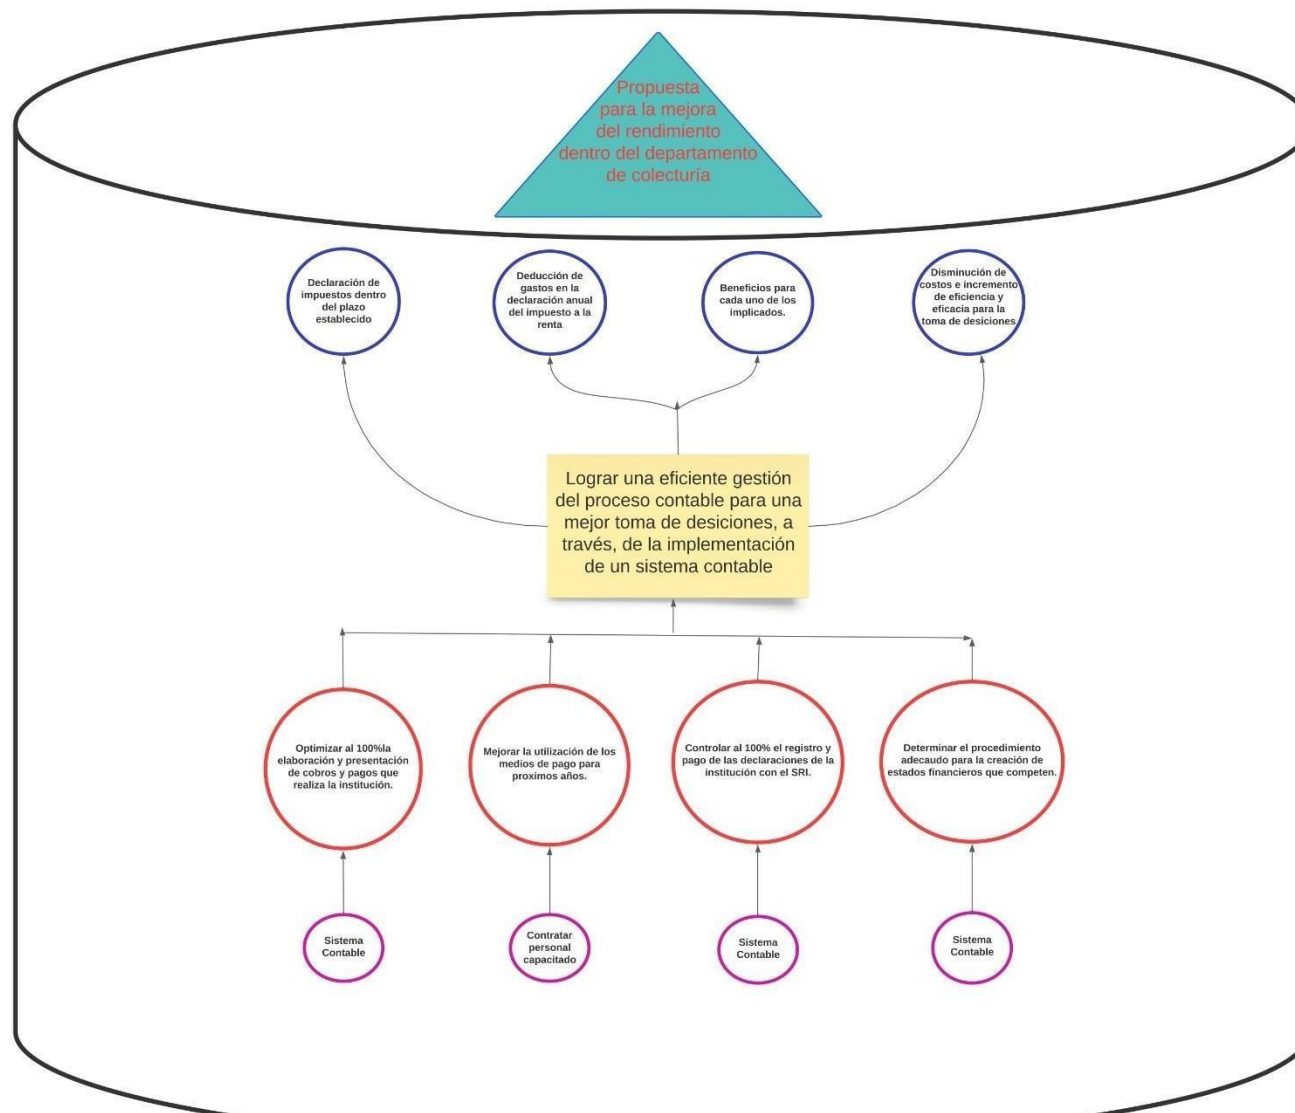 Propuesta
para la mejora
del rendimiento
dentro del departamento
de colecturía
Declaración de
impuestos dentro
del plazo
establecido
Deducción de
gastos en la
declaración anual
del impuesto a la
renta
Beneficios para
cada uno de los
implicados.
Disminución de
costos e incremento
de eficiencia y
eficacia para la
toma de desiciones
Lograr una eficiente gestión
del proceso contable para una
mejor toma de desiciones, a
través, de la implementación
de un sistema contable
Optimizar al 100%la
elaboración y presentación
de cobros y pagos que
realiza la institución.
Mejorar la utilización de los
medios de pago para
proximos años.
Controlar al 100% el registro y
pago de las declaraciones de la
institución con el SRI.
Determinar el procedimiento
adecaudo para la creación de
estados financieros que competen.
Sistema
Contable
Contratar
personal
capacitado
Sistema
Contable
Sistema
Contable